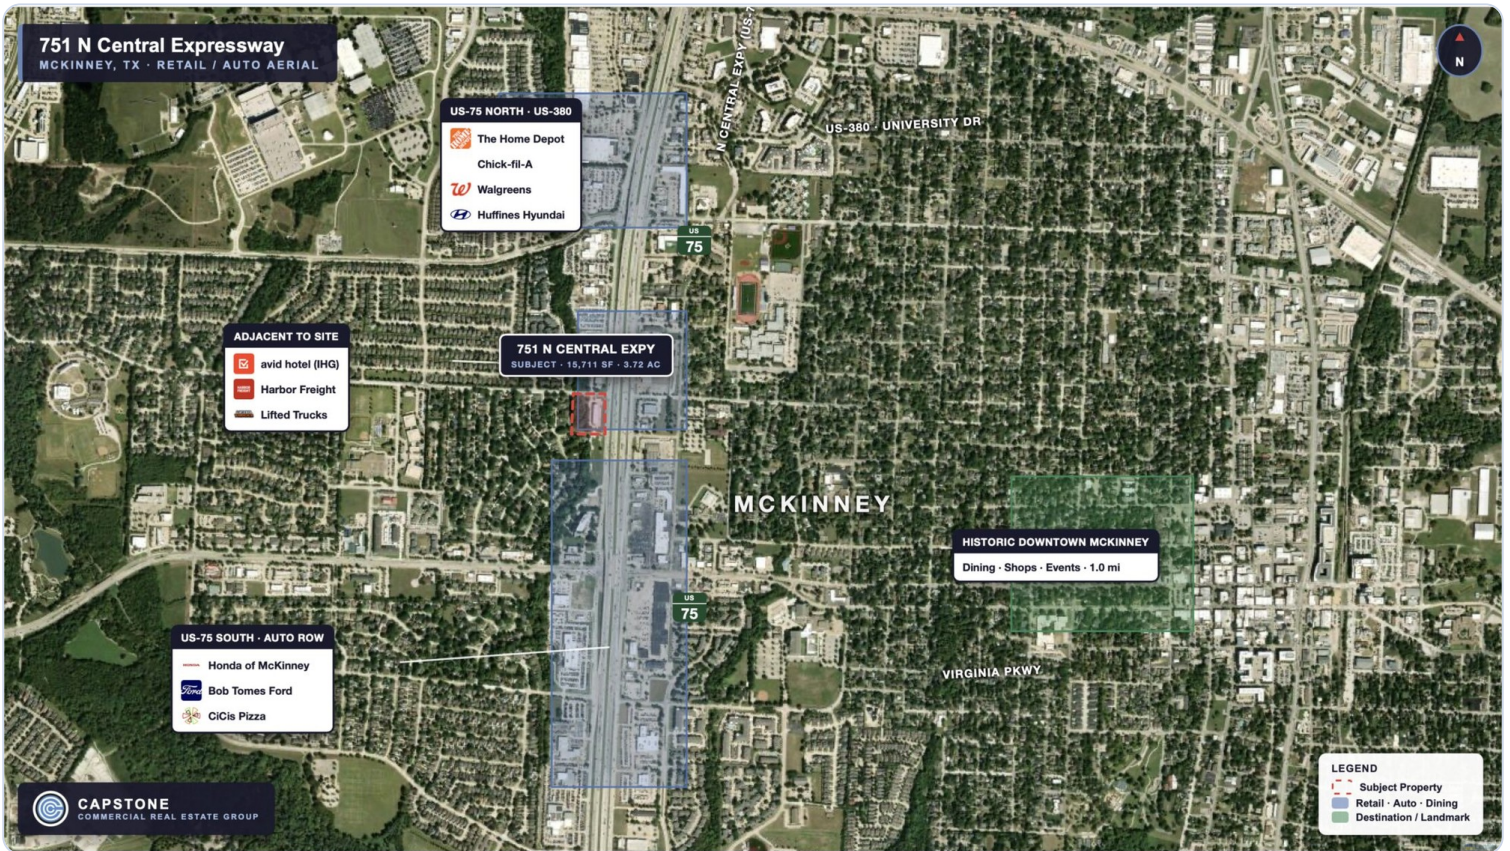 751 N Central Expressway
MCKINNEY, TX · RETAIL / AUTO AERIAL
N
US-75 NORTH · US-380
The Home Depot
Chick-fil-A
Walgreens
Huffines Hyundai
N CENTRAL EXPY (US-7
US-380 · UNIVERSITY DR
US
75
ADJACENT TO SITE
avid hotel (IHG)
Harbor Freight
Lifted Trucks
751 N CENTRAL EXPY
SUBJECT · 15,711 SF · 3.72 AC
MCKINNEY
HISTORIC DOWNTOWN MCKINNEY
Dining · Shops · Events · 1.0 mi
US
75
US-75 SOUTH · AUTO ROW
Honda of McKinney
Ford
Bob Tomes Ford
CiCis Pizza
VIRGINIA PKWY
CAPSTONE
COMMERCIAL REAL ESTATE GROUP
LEGEND
Subject Property
Retail · Auto · Dining
Destination / Landmark